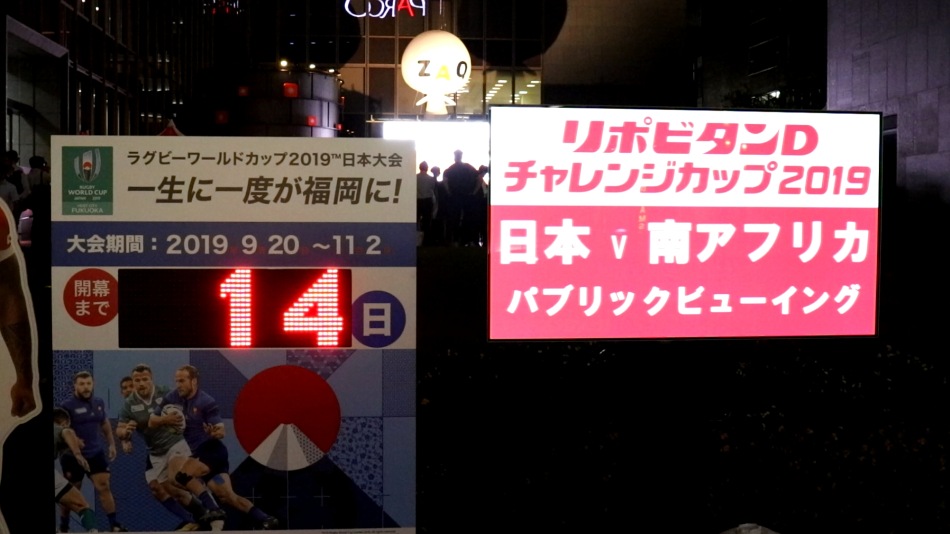 PARCO
ZAQ
RUGBY
WORLD CUP
JAPAN 2019
FUKUOKA
ラグビーワールドカップ2019™日本大会
一生に一度が福岡に!
大会期間：2019 9 20 ～11 2
開幕
まで
14
日
リポビタンD
チャレンジカップ2019
日本 v 南アフリカ
パブリックビューイング